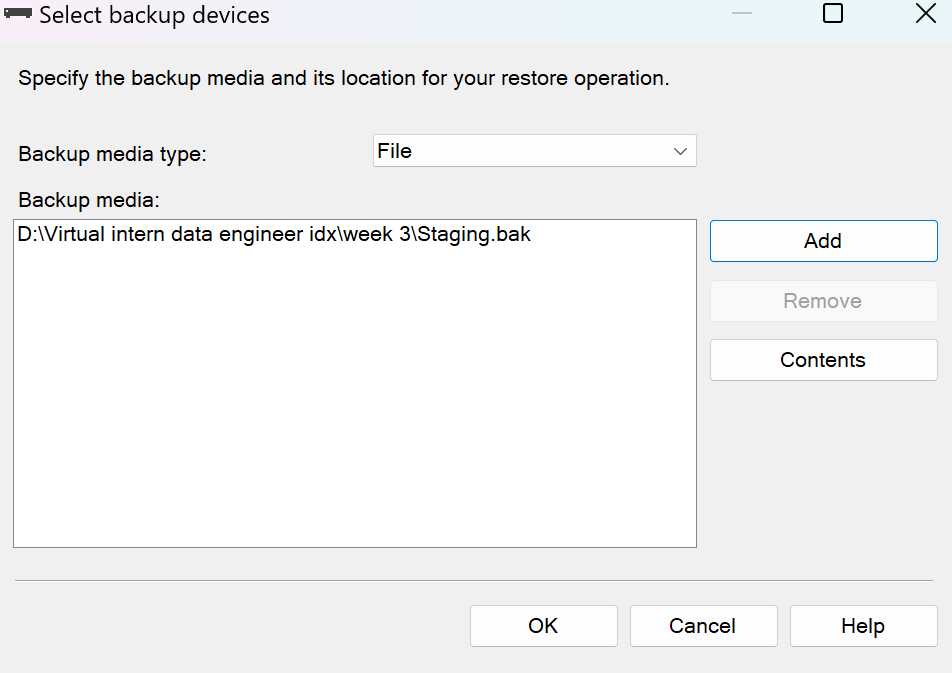 Select backup devices
Specify the backup media and its location for your restore operation.
Backup media type:
File
Backup media:
D:\Virtual intern data engineer idx\week 3\Staging.bak
Add
Remove
Contents
OK
Cancel
Help